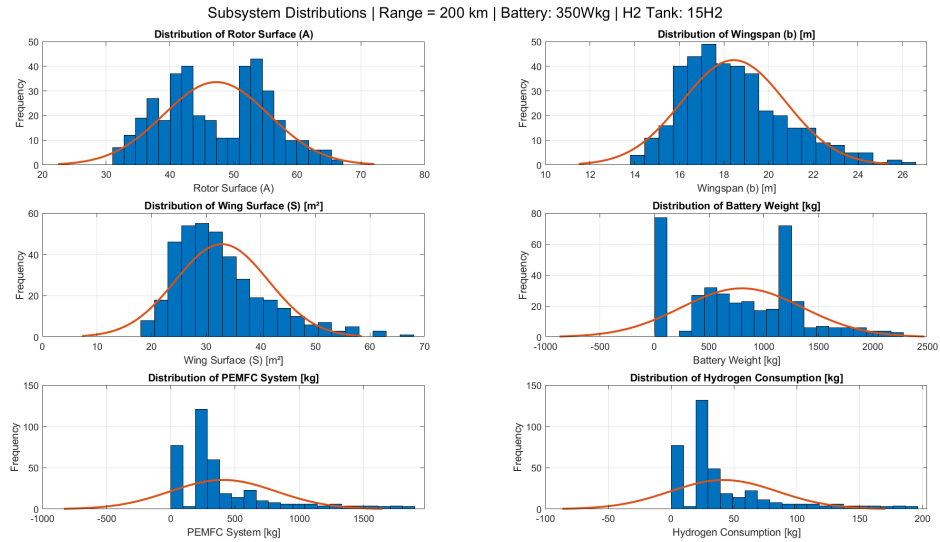 Subsystem Distributions | Range = 200 km | Battery: 350Wkg | H2 Tank: 15H2
Distribution of Rotor Surface (A)
Frequency
50
40
30
20
10
0
20 30 40 50 60 70 80
Rotor Surface (A)
Distribution of Wingspan (b) [m]
Frequency
50
40
30
20
10
0
10 12 14 16 18 20 22 24 26
Wingspan (b) [m]
Distribution of Wing Surface (S) [m²]
Frequency
60
40
20
0
0 10 20 30 40 50 60 70
Wing Surface (S) [m²]
Distribution of Battery Weight [kg]
Frequency
80
60
40
20
0
-1000 -500 0 500 1000 1500 2000 2500
Battery Weight [kg]
Distribution of PEMFC System [kg]
Frequency
150
100
50
0
-1000 -500 0 500 1000 1500
PEMFC System [kg]
Distribution of Hydrogen Consumption [kg]
Frequency
150
100
50
0
-100 -50 0 50 100 150 200
Hydrogen Consumption [kg]